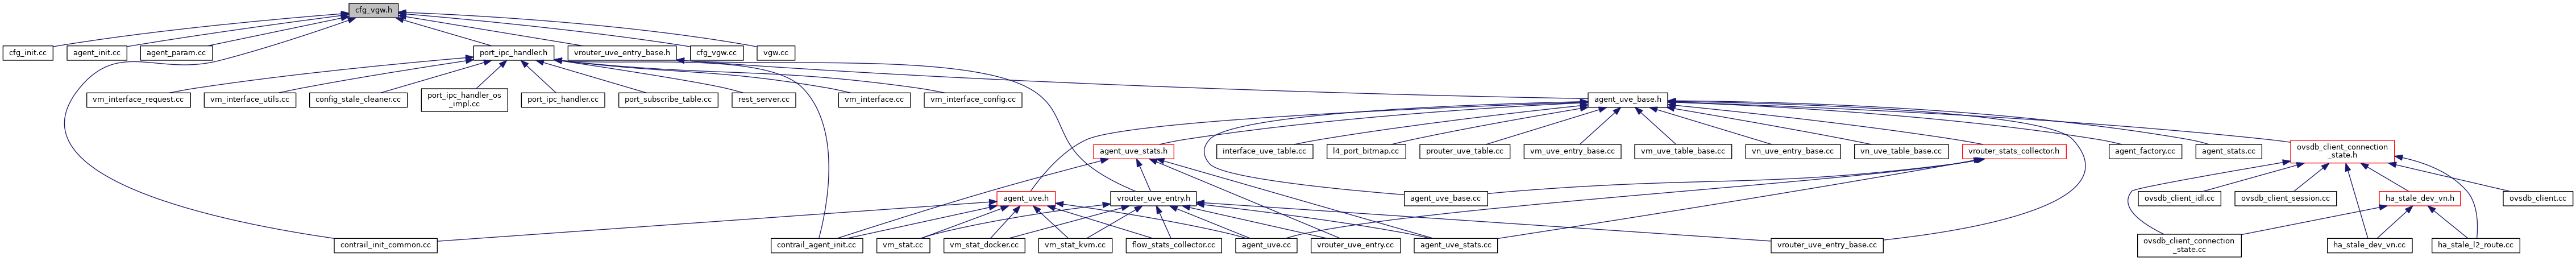 cfg_vgw.h
cfg_init.cc
agent_init.cc
agent_param.cc
port_ipc_handler.h
vrouter_uve_entry_base.h
cfg_vgw.cc
vgw.cc
vm_interface_request.cc
vm_interface_utils.cc
config_stale_cleaner.cc
port_ipc_handler_os
_impl.cc
port_ipc_handler.cc
port_subscribe_table.cc
rest_server.cc
vm_interface.cc
vm_interface_config.cc
agent_uve_base.h
agent_uve_stats.h
interface_uve_table.cc
l4_port_bitmap.cc
prouter_uve_table.cc
vm_uve_entry_base.cc
vm_uve_table_base.cc
vn_uve_entry_base.cc
vn_uve_table_base.cc
vrouter_stats_collector.h
agent_factory.cc
agent_stats.cc
ovsdb_client_connection
_state.h
agent_uve.h
vrouter_uve_entry.h
agent_uve_base.cc
ovsdb_client_idl.cc
ovsdb_client_session.cc
ha_stale_dev_vn.h
ovsdb_client.cc
contrail_init_common.cc
contrail_agent_init.cc
vm_stat.cc
vm_stat_docker.cc
vm_stat_kvm.cc
flow_stats_collector.cc
agent_uve.cc
vrouter_uve_entry.cc
agent_uve_stats.cc
vrouter_uve_entry_base.cc
ovsdb_client_connection
_state.cc
ha_stale_dev_vn.cc
ha_stale_l2_route.cc